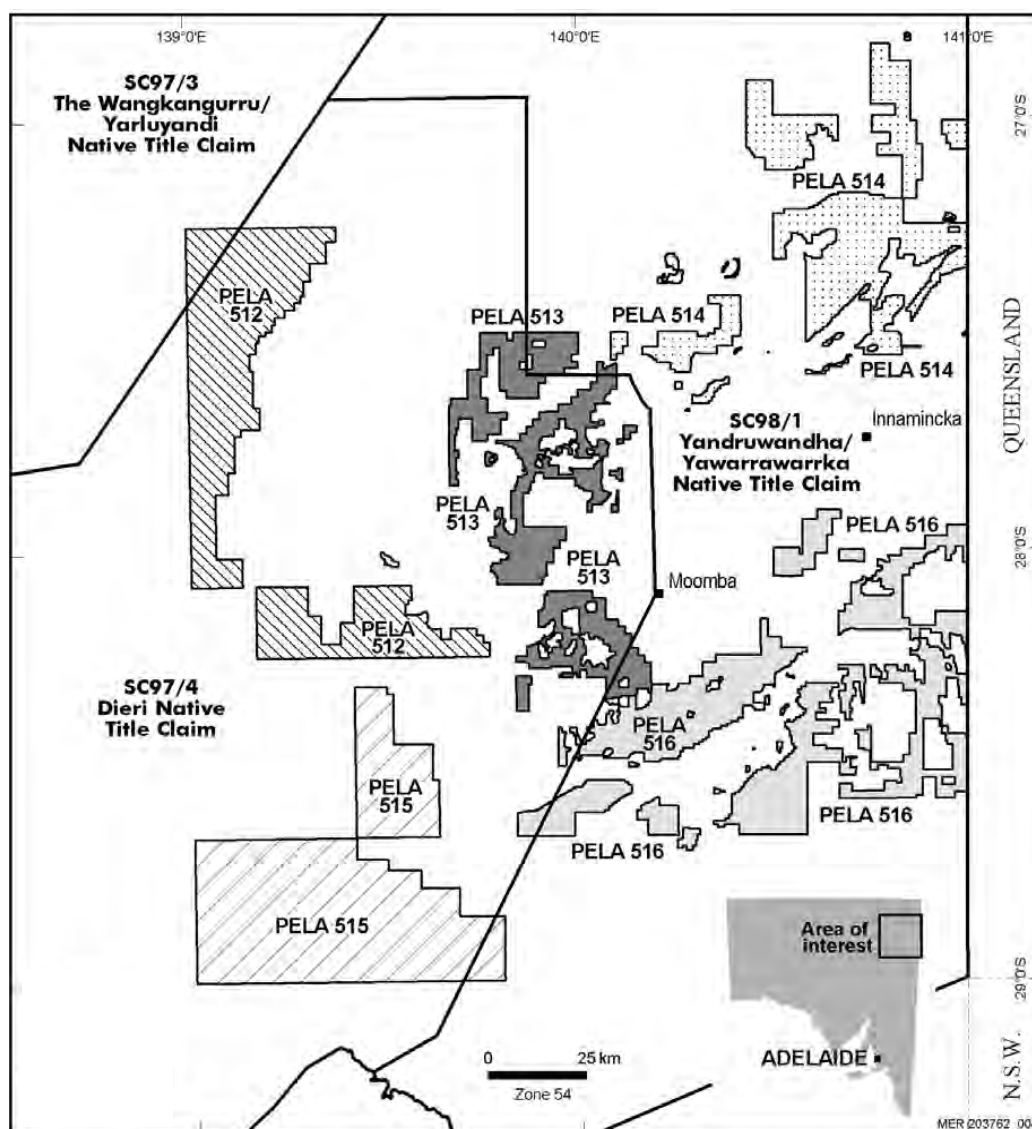 139°0'E
140°0'E
141°0'E
SC97/3
The Wangkangurru/
Yarluyandi
Native Title Claim
27°0'S
PELA 514
PELA
512
PELA 513
PELA 514
PELA 514
QUEENSLAND
SC98/1
Yandruwandha/
Yawarrawarrka
Native Title Claim
Innamincka
PELA
513
PELA 516
28°0'S
PELA
513
Moomba
PELA
512
SC97/4
Dieri Native
Title Claim
PELA
516
PELA
515
PELA 516
PELA 516
PELA 515
Area of
interest
29°0'S
0 25 km
Zone 54
ADELAIDE
N.S.W.
MER 203762_00